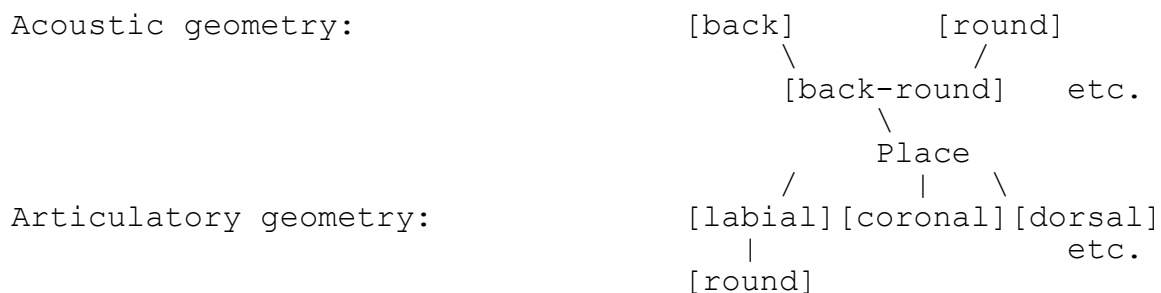 Acoustic geometry: [back] [round]
\ /
[back-round] etc.
\
Place
/ | \
Articulatory geometry: [labial][coronal][dorsal]
| etc.
[round]